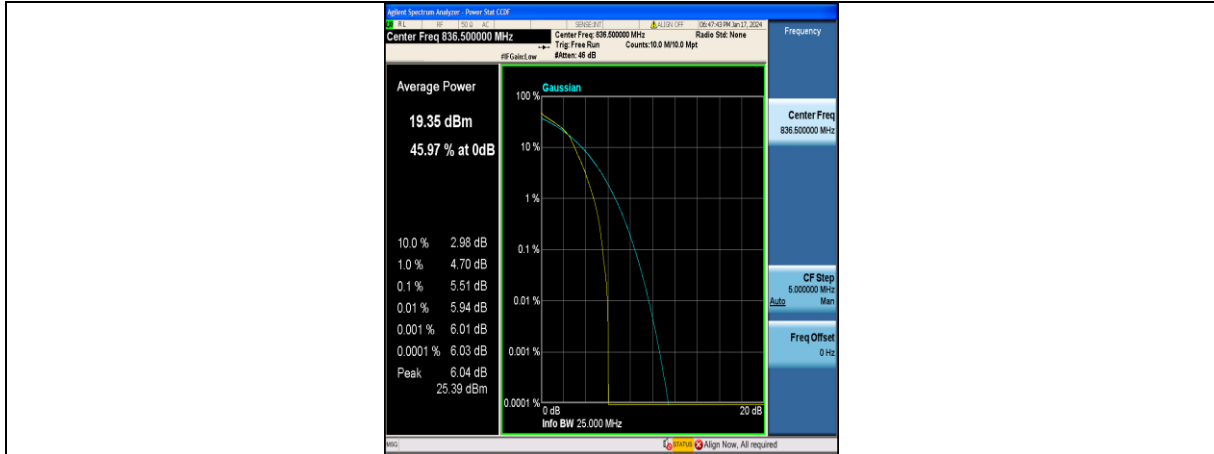 Agilent Spectrum Analyzer - Power Stat CCDF
RL RF 50 Ω AC SENSE:INT ALIGN OFF 06:47:43 PM Jan 17, 2024
Center Freq 836.500000 MHz
Center Freq: 836.500000 MHz Radio Std: None
Trig: Free Run Counts:10.0 M/10.0 Mpt
#IFGain:Low #Atten: 46 dB
Frequency
Average Power
19.35 dBm
45.97 % at 0dB
10.0 % 2.98 dB
1.0 % 4.70 dB
0.1 % 5.51 dB
0.01 % 5.94 dB
0.001 % 6.01 dB
0.0001 % 6.03 dB
Peak 6.04 dB
25.39 dBm
Gaussian
100 %
10 %
1 %
0.1 %
0.01 %
0.001 %
0.0001 %
0 dB 20 dB
Info BW 25.000 MHz
Center Freq
836.500000 MHz
CF Step
5.000000 MHz
Auto Man
Freq Offset
0 Hz
MSG STATUS Align Now, All required